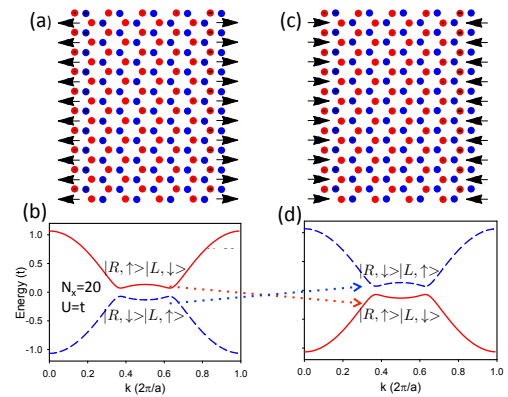 (a)
(c)
(b)
(d)
1.0
0.5
0.0
-0.5
-1.0
Energy (t)
|R,↑>|L,↓>
N_x=20
U=t
|R,↓>|L,↑>
0.0 0.2 0.4 0.6 0.8 1.0
k (2π/a)
|R,↓>|L,↑>
|R,↑>|L,↓>
0.0 0.2 0.4 0.6 0.8 1.0
k (2π/a)